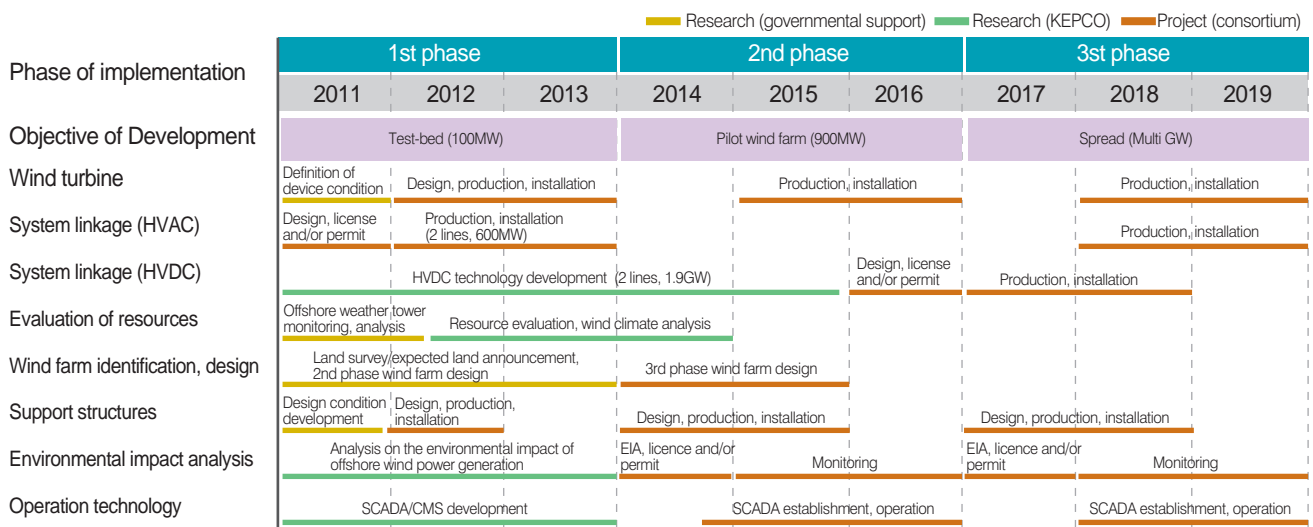 Research (governmental support) Research (KEPCO) Project (consortium)
Phase of implementation
1st phase 2nd phase 3st phase
2011 2012 2013 2014 2015 2016 2017 2018 2019
Objective of Development Test-bed (100MW) Pilot wind farm (900MW) Spread (Multi GW)
Wind turbine
Definition of
device condition
Design, production, installation
Production, installation
Production, installation
System linkage (HVAC)
Design, license
and/or permit
Production, installation
(2 lines, 600MW)
Production, installation
System linkage (HVDC)
HVDC technology development (2 lines, 1.9GW)
Design, license
and/or permit
Production, installation
Evaluation of resources
Offshore weather tower
monitoring, analysis
Resource evaluation, wind climate analysis
Wind farm identification, design
Land survey/expected land announcement,
2nd phase wind farm design
3rd phase wind farm design
Support structures
Design condition
development
Design, production,
installation
Design, production, installation
Design, production, installation
Environmental impact analysis
Analysis on the environmental impact of
offshore wind power generation
EIA, licence and/or
permit
Monitoring
EIA, licence and/or
permit
Monitoring
Operation technology
SCADA/CMS development
SCADA establishment, operation
SCADA establishment, operation